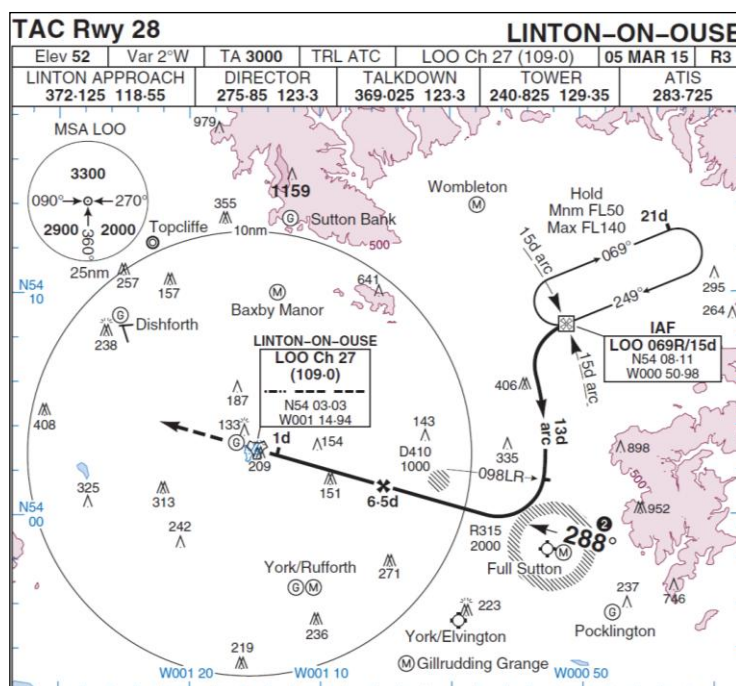 TAC Rwy 28
LINTON–ON–OUSE
Elev 52
Var 2°W
TA 3000
TRL ATC
LOO Ch 27 (109·0)
05 MAR 15
R3
LINTON APPROACH
372·125 118·55
DIRECTOR
275·85 123·3
TALKDOWN
369·025 123·3
TOWER
240·825 129·35
ATIS
283·725
MSA LOO
3300
090°
270°
2900
2000
360°
25nm
979
1159
355
Sutton Bank
G
500
10nm
Topcliffe
Wombleton
M
Hold
Mnm FL50
Max FL140
21d
069°
249°
15d arc
15d arc
295
264
IAF
LOO 069R/15d
N54 08·11
W000 50·98
N54
10
257
157
G
Dishforth
238
M
Baxby Manor
641
LINTON–ON–OUSE
LOO Ch 27
(109·0)
N54 03·03
W001 14·94
406
13d
arc
408
187
133
G
209
1d
154
143
D410
1000
335
098LR
898
500
952
325
313
151
6·5d
N54
00
242
R315
2000
288°
2
M
Full Sutton
271
York/Rufforth
G
M
236
223
York/Elvington
237
746
G
Pocklington
219
M
Gillrudding Grange
W001 20
W001 10
W000 50